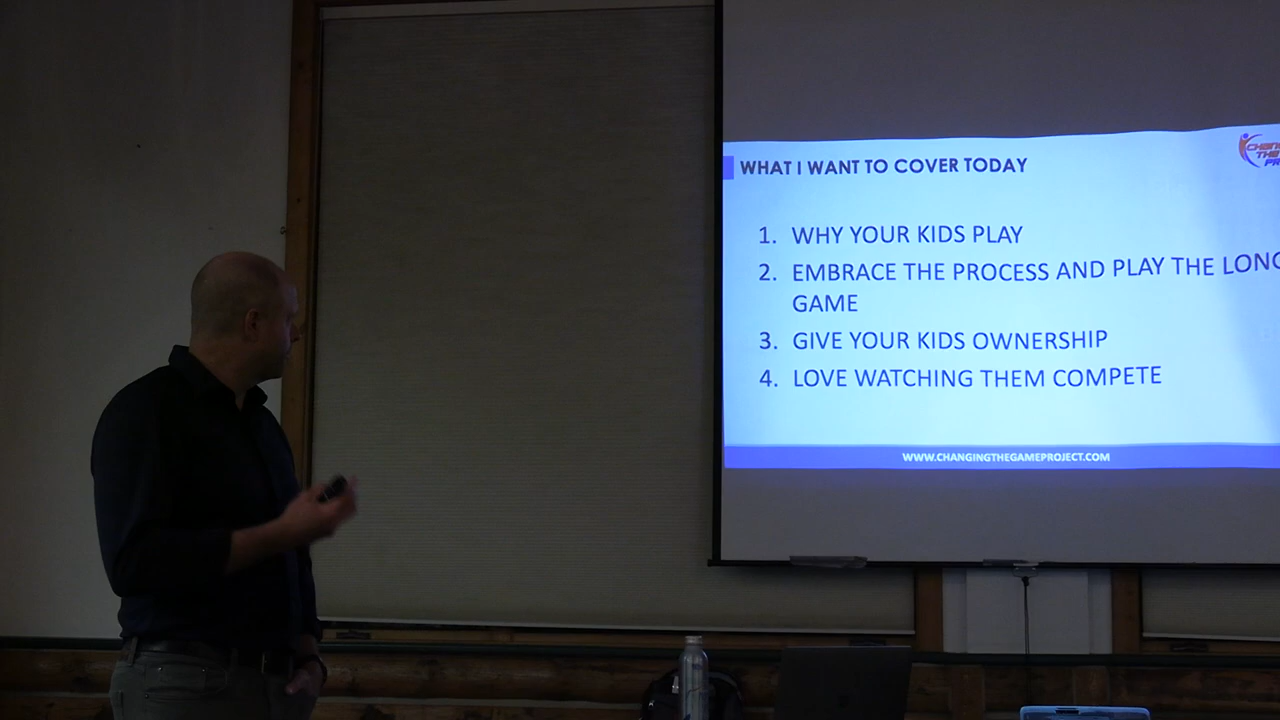 WHAT I WANT TO COVER TODAY
1. WHY YOUR KIDS PLAY
2. EMBRACE THE PROCESS AND PLAY THE LONG
GAME
3. GIVE YOUR KIDS OWNERSHIP
4. LOVE WATCHING THEM COMPETE
WWW.CHANGINGTHEGAMEPROJECT.COM